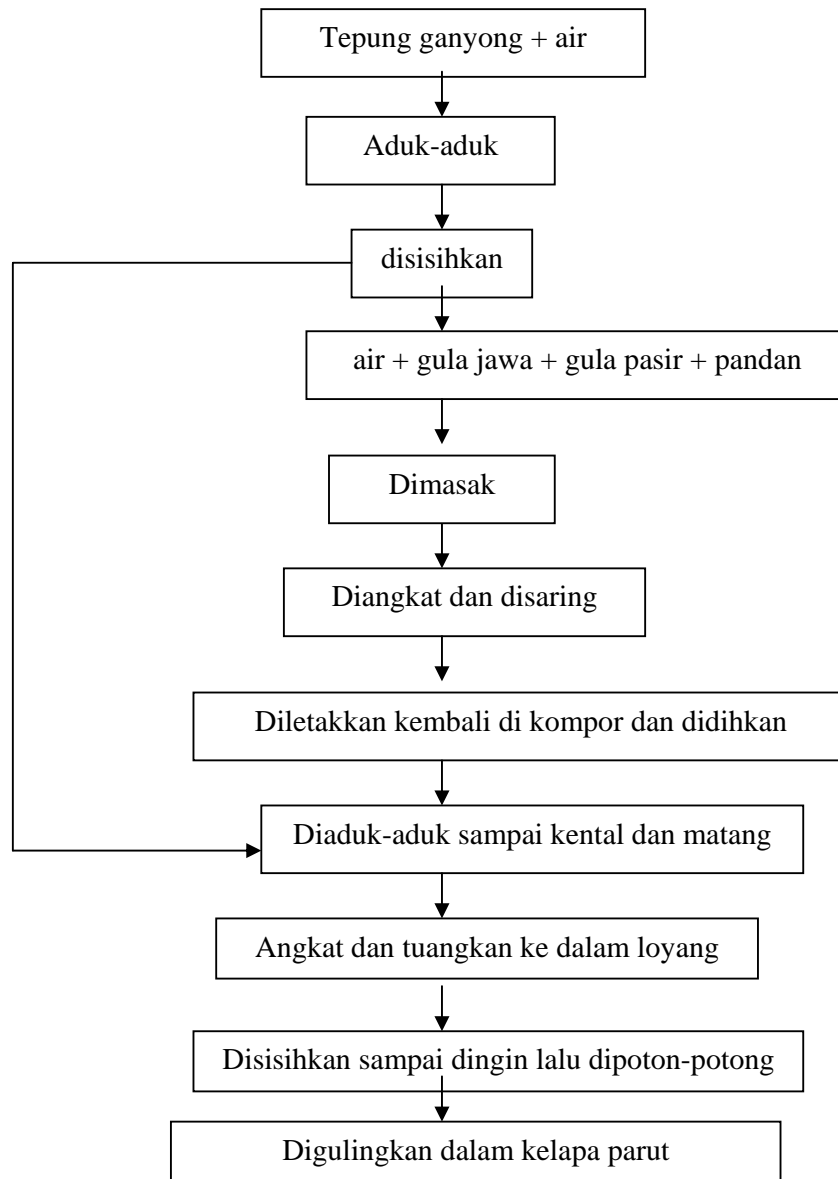 Tepung ganyong + air
Aduk-aduk
disisihkan
air + gula jawa + gula pasir + pandan
Dimasak
Diangkat dan disaring
Diletakkan kembali di kompor dan didihkan
Diaduk-aduk sampai kental dan matang
Angkat dan tuangkan ke dalam loyang
Disisihkan sampai dingin lalu dipoton-potong
Digulingkan dalam kelapa parut